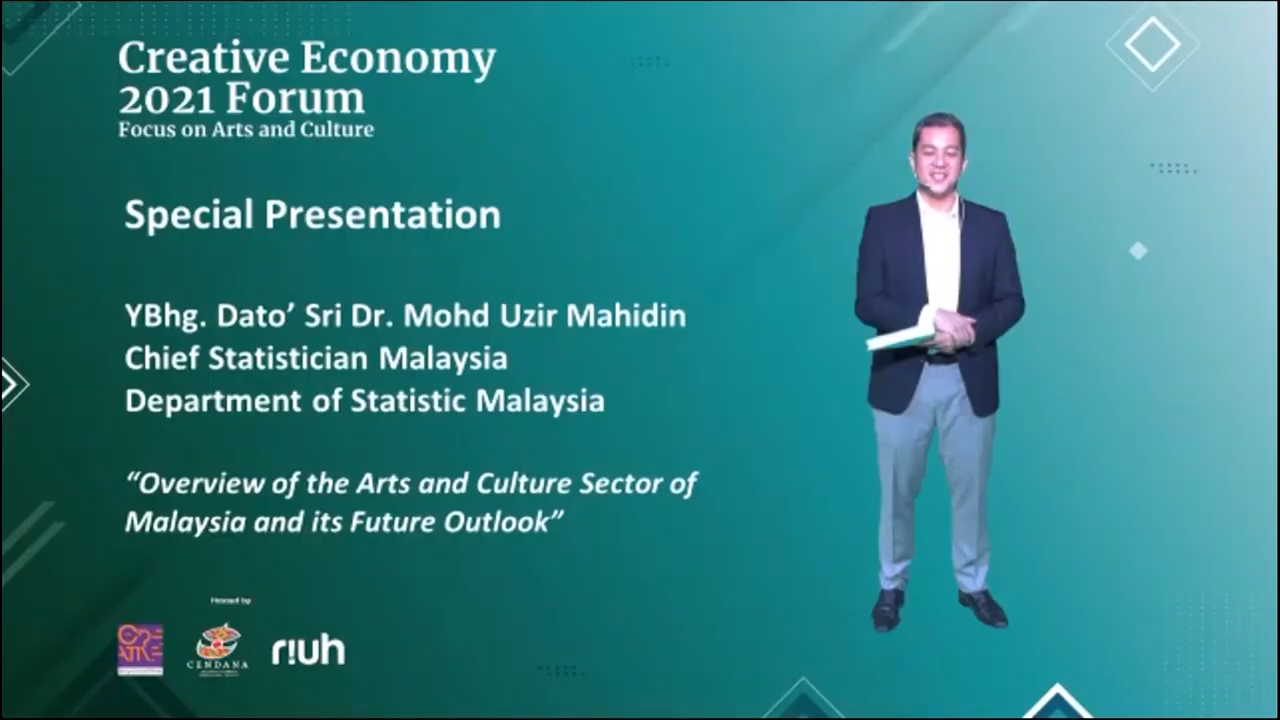 Creative Economy
2021 Forum
Focus on Arts and Culture
Special Presentation
YBhg. Dato’ Sri Dr. Mohd Uzir Mahidin
Chief Statistician Malaysia
Department of Statistic Malaysia
“Overview of the Arts and Culture Sector of
Malaysia and its Future Outlook”
Hosted by
CENDANA
r!uh